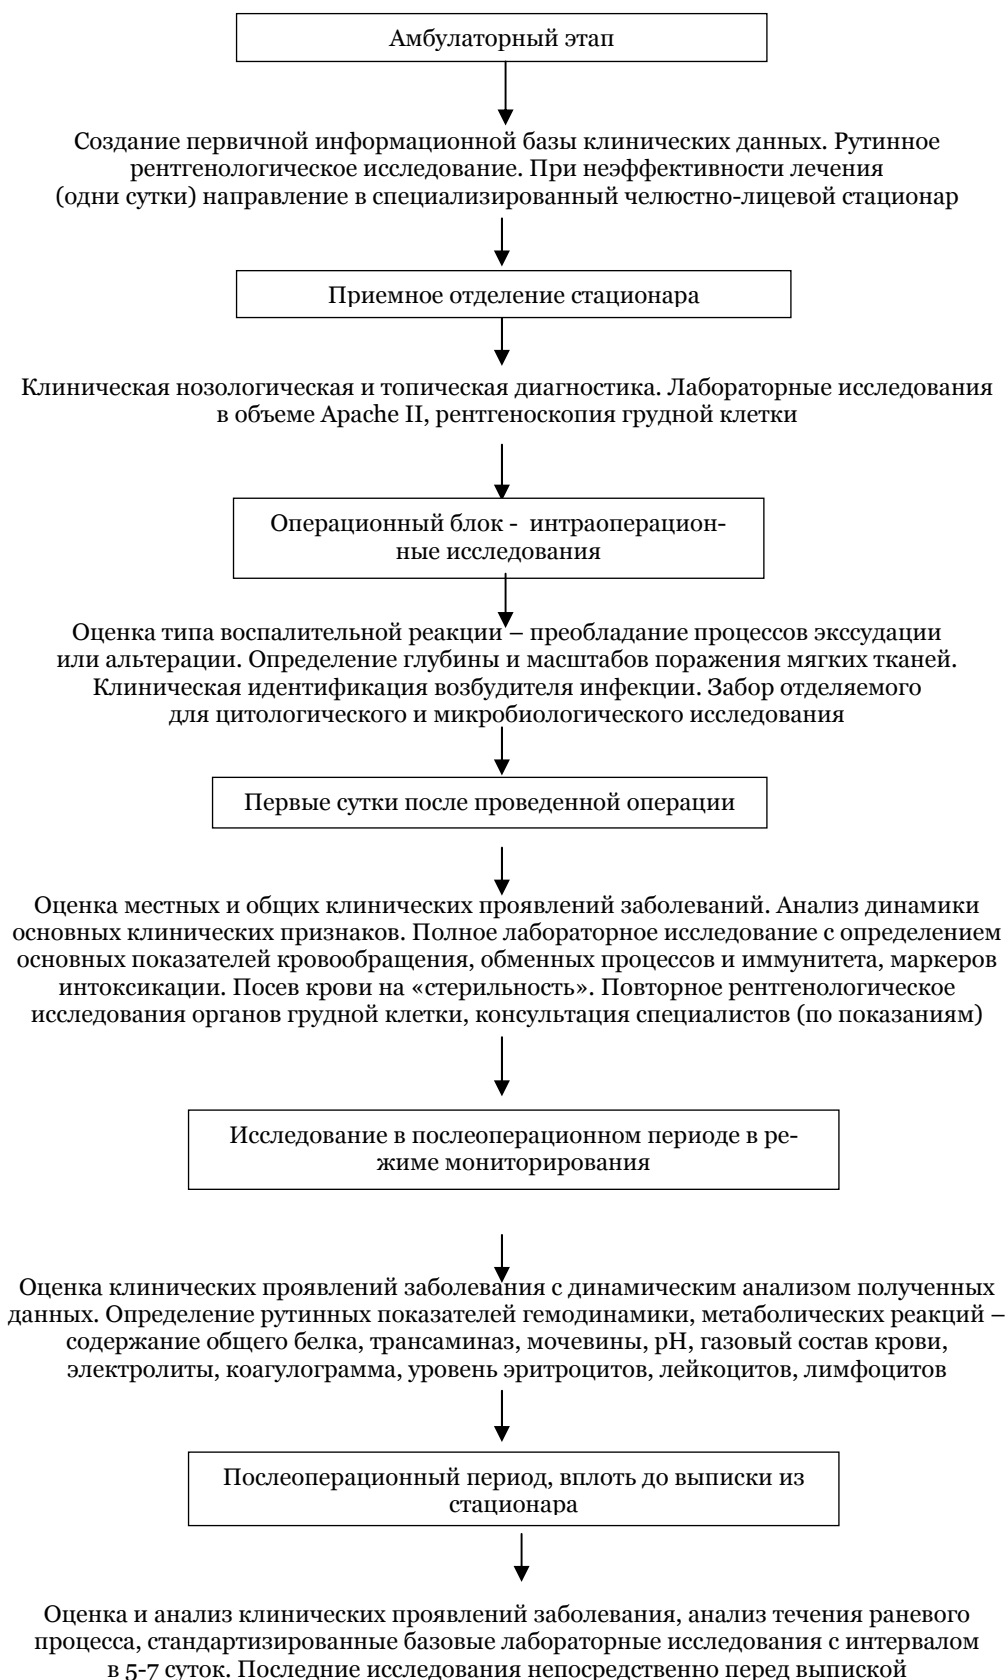 Амбулаторный этап
Создание первичной информационной базы клинических данных. Рутинное
рентгенологическое исследование. При неэффективности лечения
(одни сутки) направление в специализированный челюстно-лицевой стационар
Приемное отделение стационара
Клиническая нозологическая и топическая диагностика. Лабораторные исследования
в объеме Apache II, рентгеноскопия грудной клетки
Операционный блок - интраоперацион-
ные исследования
Оценка типа воспалительной реакции – преобладание процессов экссудации
или альтерации. Определение глубины и масштабов поражения мягких тканей.
Клиническая идентификация возбудителя инфекции. Забор отделяемого
для цитологического и микробиологического исследования
Первые сутки после проведенной операции
Оценка местных и общих клинических проявлений заболеваний. Анализ динамики
основных клинических признаков. Полное лабораторное исследование с определением
основных показателей кровообращения, обменных процессов и иммунитета, маркеров
интоксикации. Посев крови на «стерильность». Повторное рентгенологическое
исследования органов грудной клетки, консультация специалистов (по показаниям)
Исследование в послеоперационном периоде в ре-
жиме мониторирования
Оценка клинических проявлений заболевания с динамическим анализом полученных
данных. Определение рутинных показателей гемодинамики, метаболических реакций –
содержание общего белка, трансаминаз, мочевины, pH, газовый состав крови,
электролиты, коагулограмма, уровень эритроцитов, лейкоцитов, лимфоцитов
Послеоперационный период, вплоть до выписки из
стационара
Оценка и анализ клинических проявлений заболевания, анализ течения раневого
процесса, стандартизированные базовые лабораторные исследования с интервалом
в 5-7 суток. Последние исследования непосредственно перед выпиской